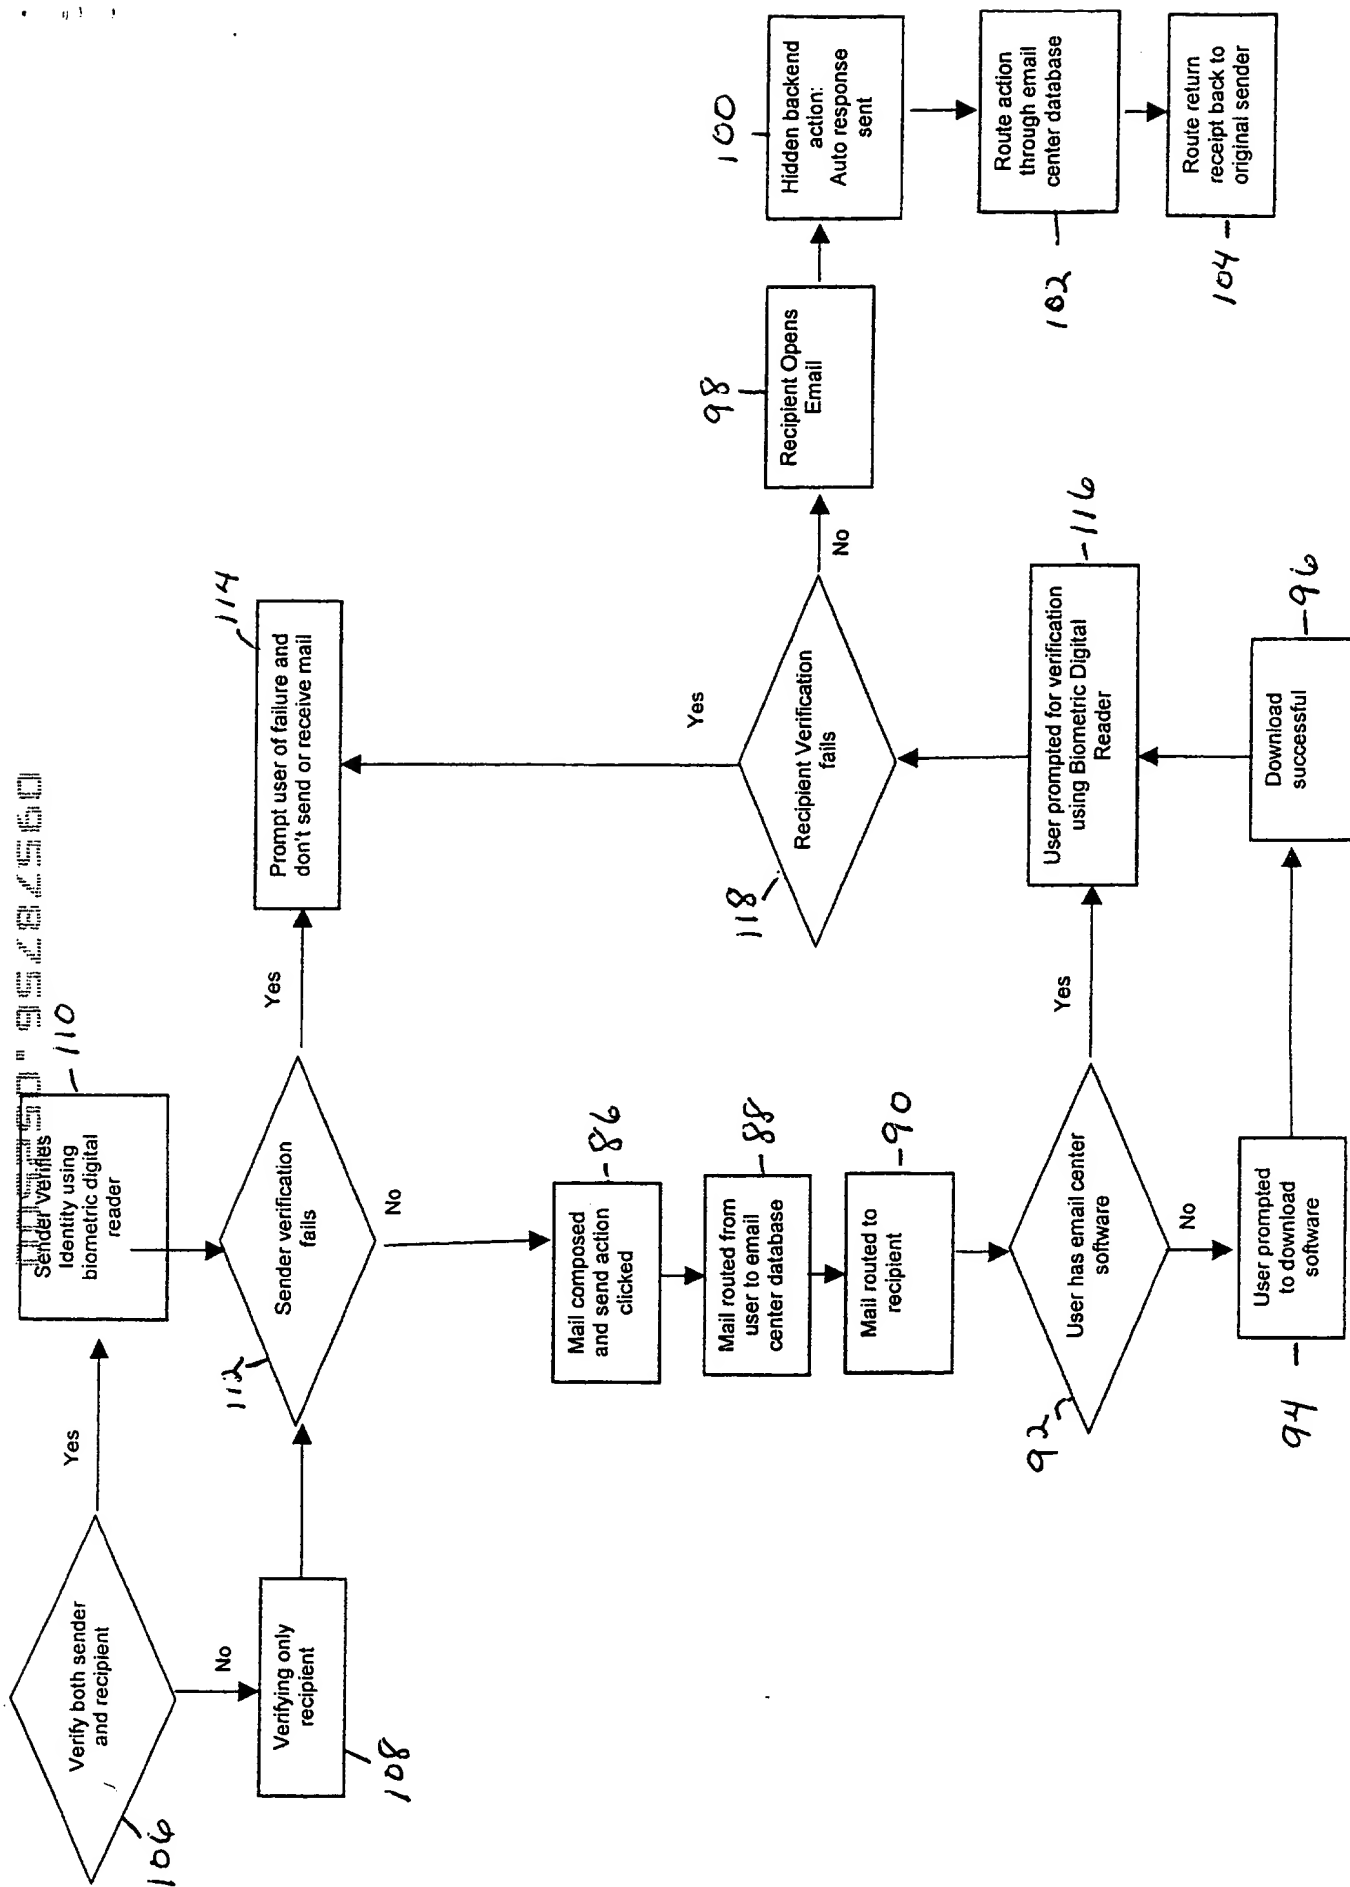 Verify both sender
and recipient
106
Yes
No
Verifying only
recipient
108
Sender verifies
Identity using
biometric digital
reader
110
Sender verification
fails
112
Yes
No
Prompt user of failure and
don't send or receive mail
114
Mail composed
and send action
clicked
86
Mail routed from
user to email
center database
88
Mail routed to
recipient
90
User has email center
software
92
Yes
No
User prompted
to download
software
94
Download
successful
96
User prompted for verification
using Biometric Digital
Reader
116
Recipient Verification
fails
118
Yes
No
Recipient Opens
Email
98
Hidden backend
action:
Auto response
sent
100
Route action
through email
center database
102
Route return
receipt back to
original sender
104